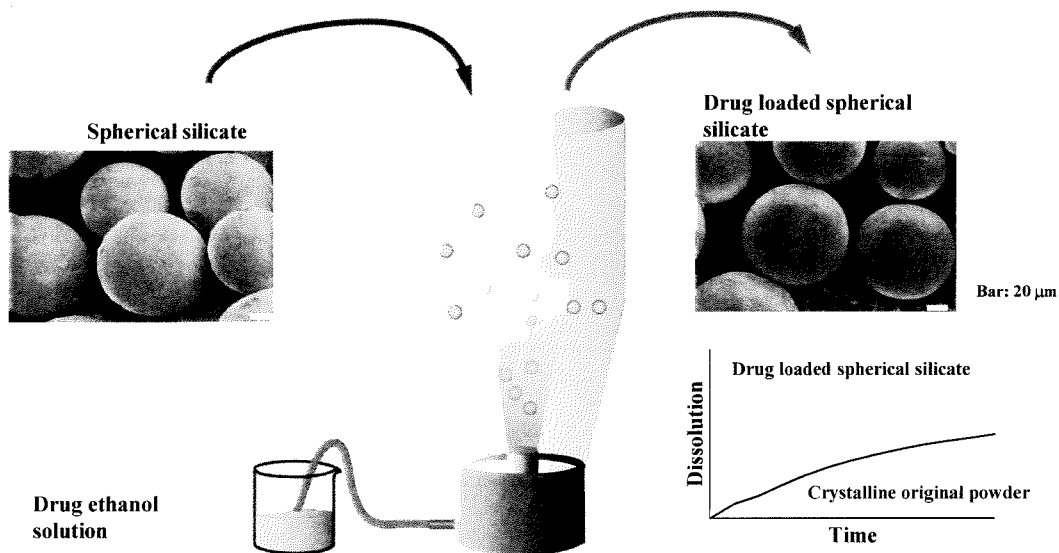 Spherical silicate
Drug loaded spherical
silicate
Bar: 20 μm
Drug ethanol
solution
Dissolution
Drug loaded spherical silicate
Crystalline original powder
Time